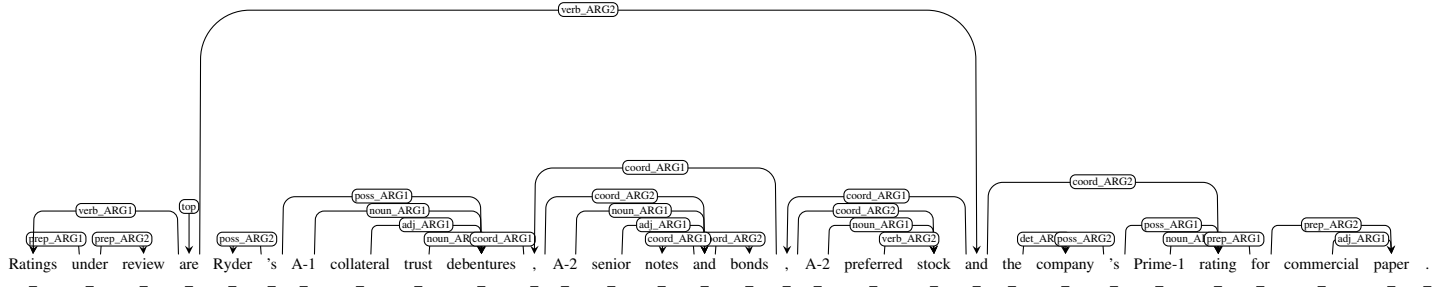 verb_ARG2
coord_ARG1
coord_ARG2
poss_ARG1 coord_ARG2 coord_ARG1
top
verb_ARG1 noun_ARG1 noun_ARG1 coord_ARG2
adj_ARG1 adj_ARG1 noun_ARG1 poss_ARG1 prep_ARG2
prep_ARG1 prep_ARG2 poss_ARG2 coord_ARG1 coord_ARG1 verb_ARG2 poss_ARG2 prep_ARG1 adj_ARG1
Ratings under review are Ryder 's A-1 collateral trust debentures , A-2 senior notes and bonds , A-2 preferred stock and the company 's Prime-1 rating for commercial paper .
_ _ _ _ _ _ _ _ _ _ _ _ _ _ _ _ _ _ _ _ _ _ _ _ _ _ _ _ _ _